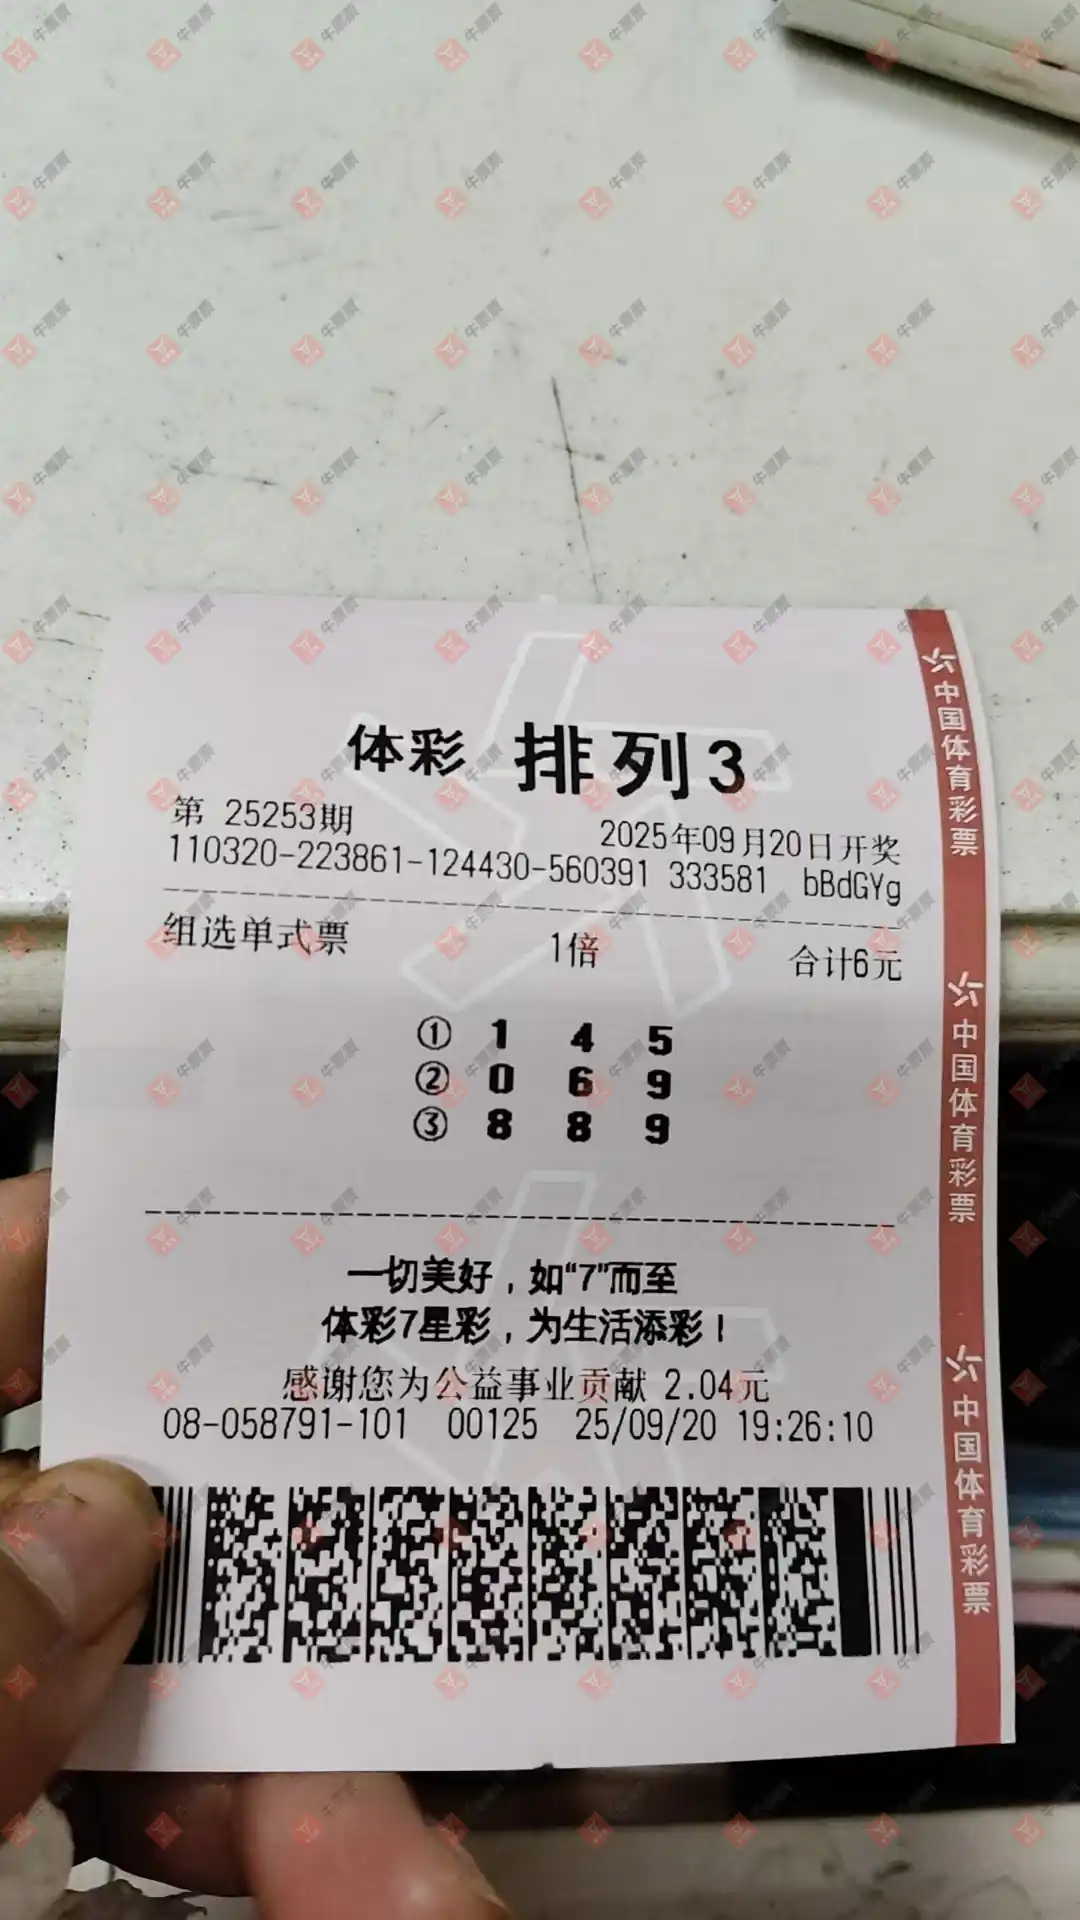 体彩 排列3
第 25253期 2025年09月20日开奖
110320-223861-124430-560391 333581 bBdGYg
组选单式票 1倍 合计6元
① 1 4 5
② 0 6 9
③ 8 8 9
一切美好，如“7”而至
体彩7星彩，为生活添彩！
感谢您为公益事业贡献 2.04元
08-058791-101 00125 25/09/20 19:26:10
中国体育彩票
中国体育彩票
中国体育彩票
牛票票